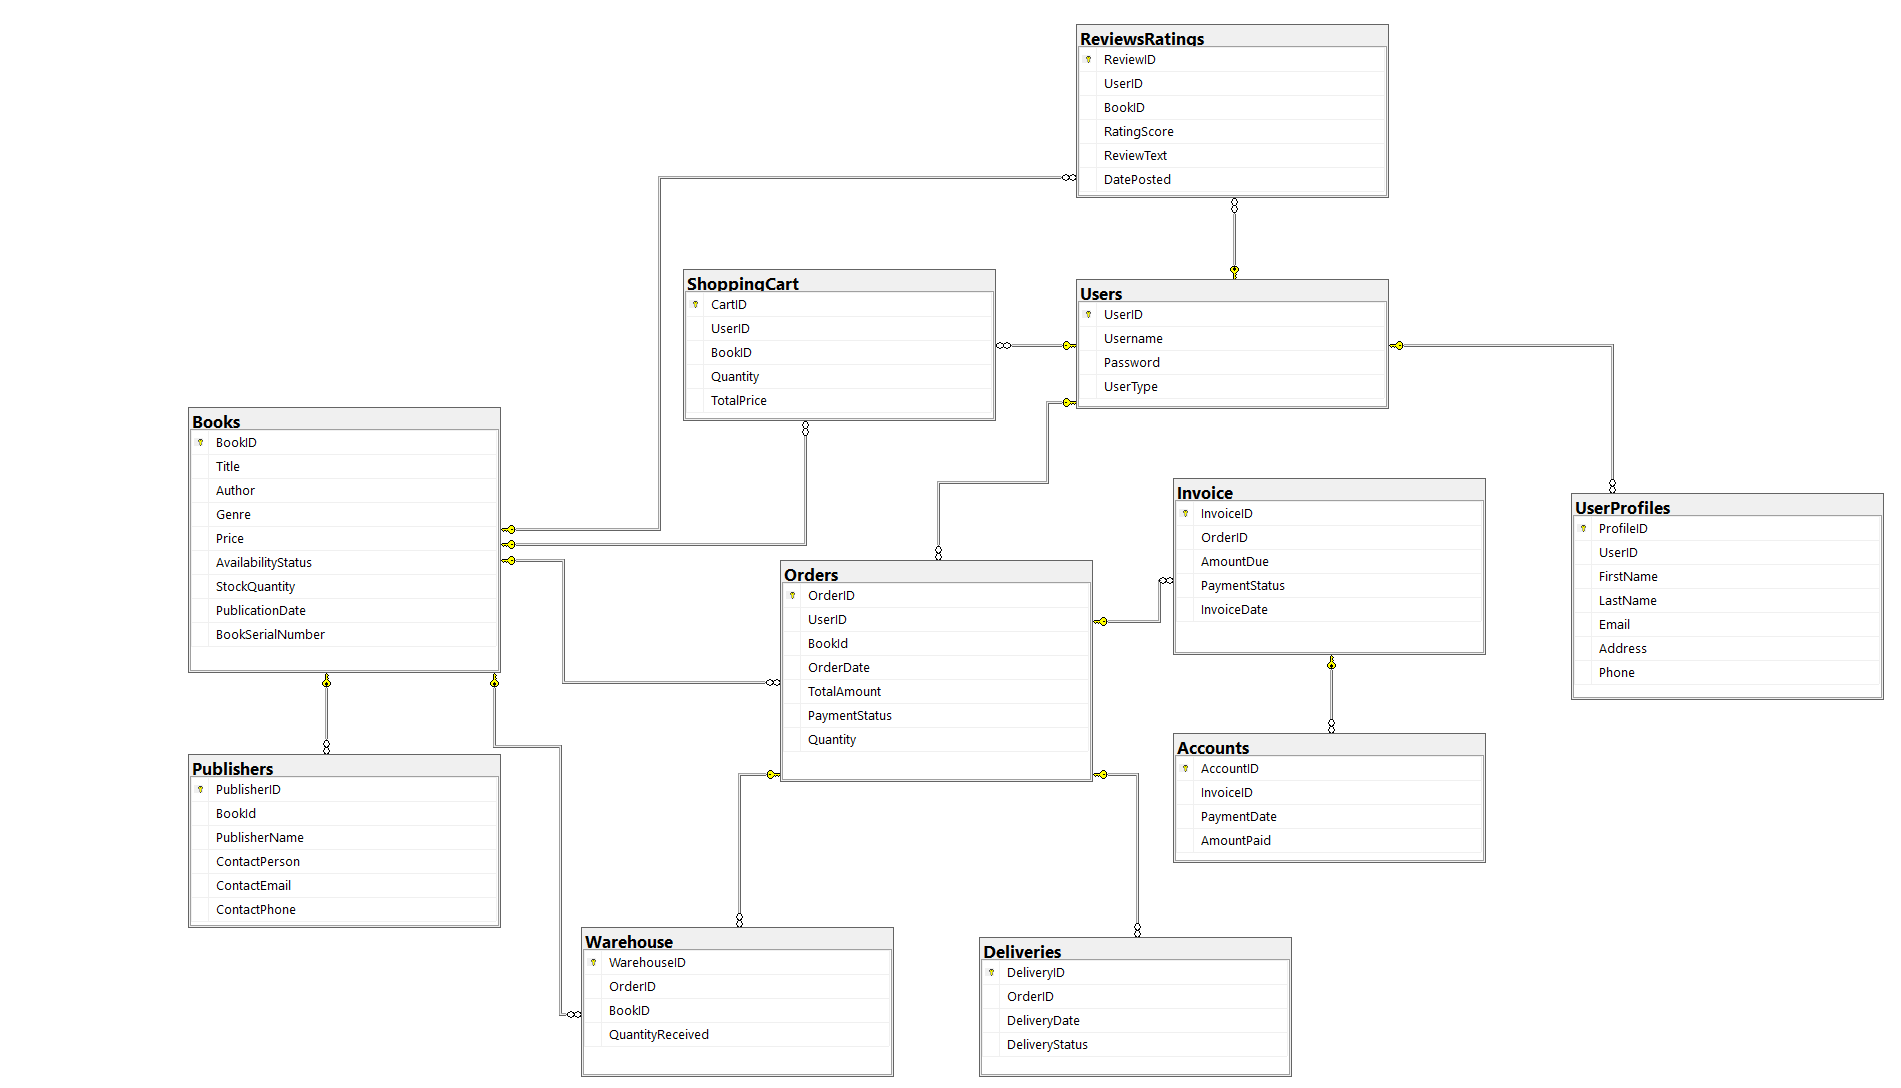 ReviewsRatings
ReviewID
UserID
BookID
RatingScore
ReviewText
DatePosted
ShoppingCart
CartID
UserID
BookID
Quantity
TotalPrice
Users
UserID
Username
Password
UserType
Books
BookID
Title
Author
Genre
Price
AvailabilityStatus
StockQuantity
PublicationDate
BookSerialNumber
Invoice
InvoiceID
OrderID
AmountDue
PaymentStatus
InvoiceDate
UserProfiles
ProfileID
UserID
FirstName
LastName
Email
Address
Phone
Orders
OrderID
UserID
BookId
OrderDate
TotalAmount
PaymentStatus
Quantity
Publishers
PublisherID
BookId
PublisherName
ContactPerson
ContactEmail
ContactPhone
Accounts
AccountID
InvoiceID
PaymentDate
AmountPaid
Warehouse
WarehouseID
OrderID
BookID
QuantityReceived
Deliveries
DeliveryID
OrderID
DeliveryDate
DeliveryStatus